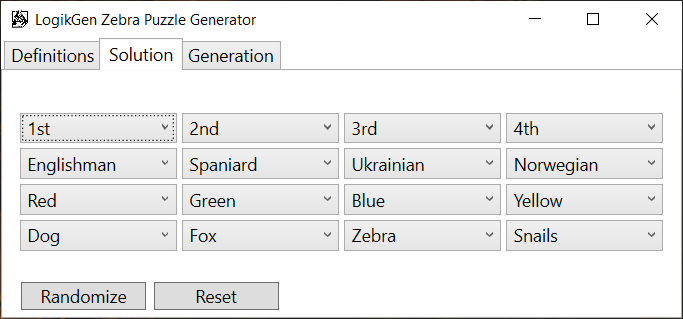 LogikGen Zebra Puzzle Generator
Definitions Solution Generation
1st 2nd 3rd 4th
Englishman Spaniard Ukrainian Norwegian
Red Green Blue Yellow
Dog Fox Zebra Snails
Randomize Reset